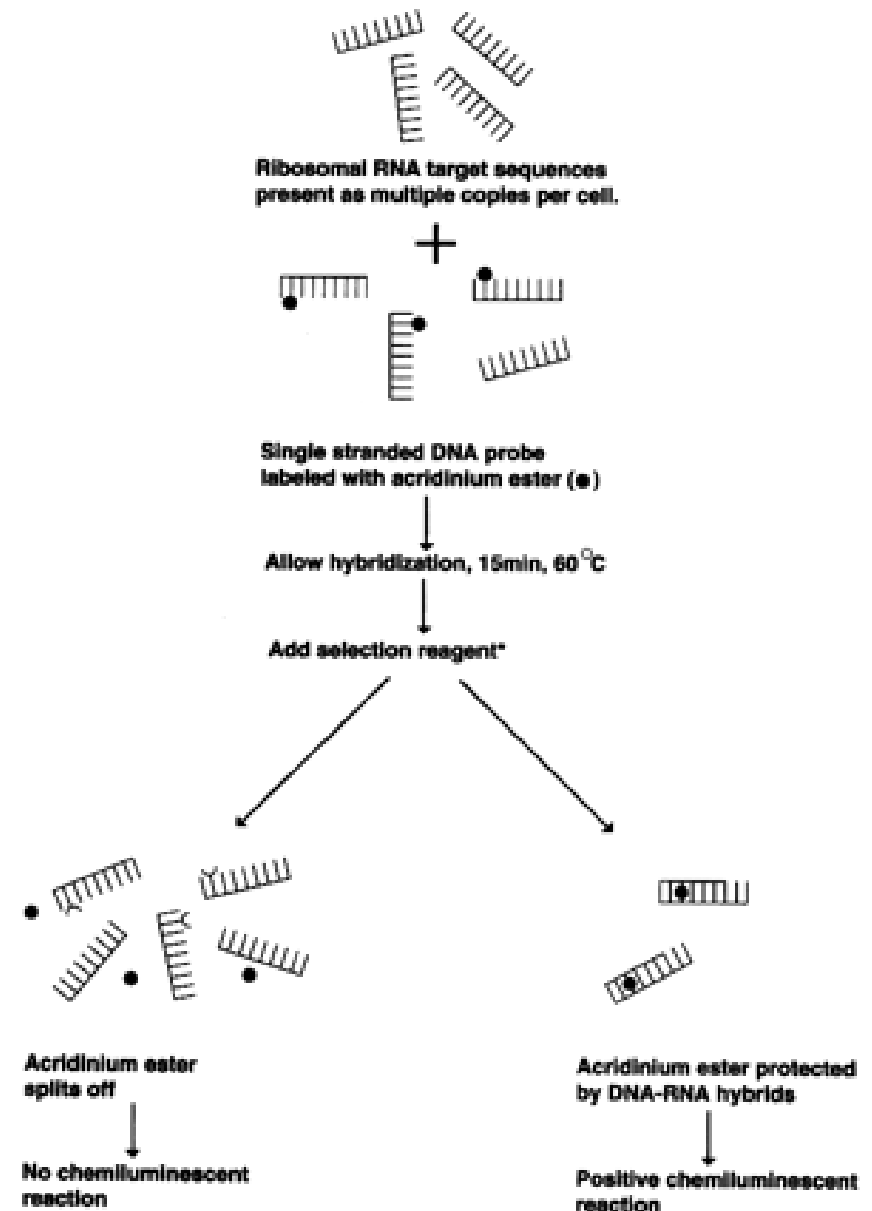 Ribosomal RNA target sequences
present as multiple copies per cell.
+
Single stranded DNA probe
labeled with acridinium ester (●)
Allow hybridization, 15min, 60°C
Add selection reagent*
Acridinium ester
splits off
Acridinium ester protected
by DNA-RNA hybrids
No chemiluminescent
reaction
Positive chemiluminescent
reaction